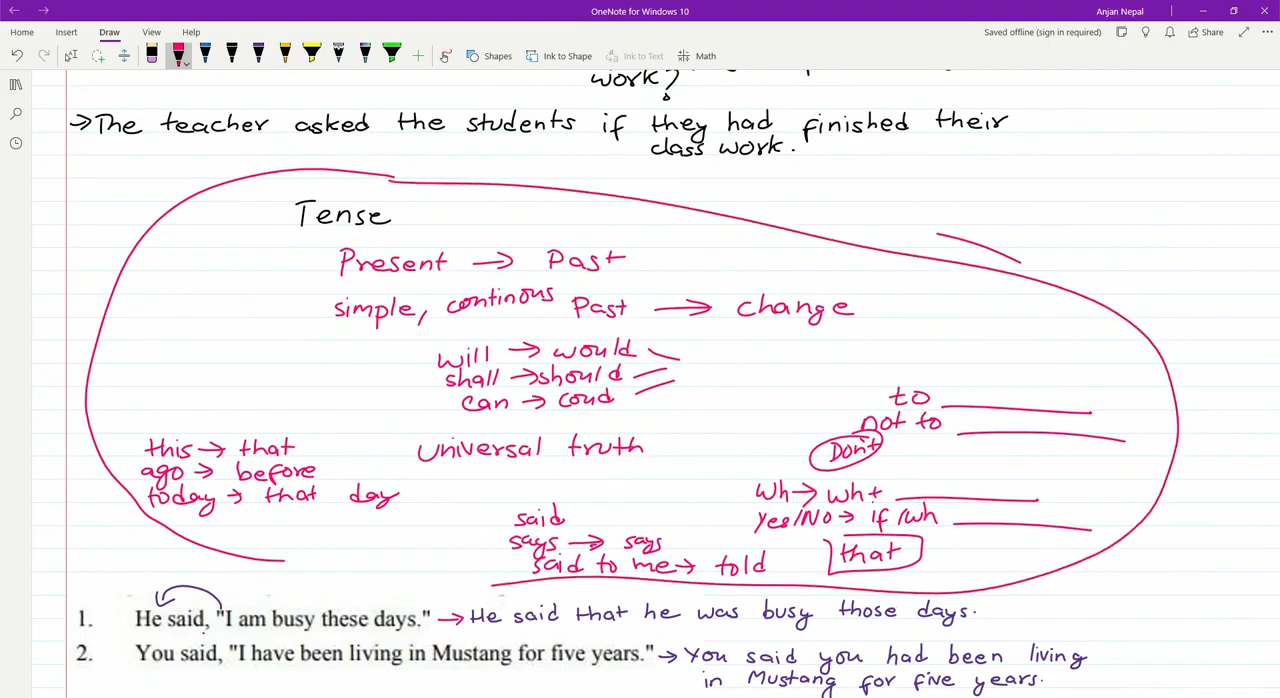 OneNote for Windows 10
Anjan Nepal
Home Insert Draw View Help
Saved offline (sign in required)
Share
Shapes
Ink to Shape
Ink to Text
Math
work?
→The teacher asked the students if they had finished their
class work.
Tense
Present → Past
simple, continous Past → change
will → would
shall → should
can → coud
to
not to
Don't
this → that
ago → before
today → that day
universal truth
wh → wh +
Yes/No → if /wh
said
says → says
said to me → told
that
1. He said, "I am busy these days." → He said that he was busy those days.
2. You said, "I have been living in Mustang for five years." → You said you had been living
in Mustang for five years.